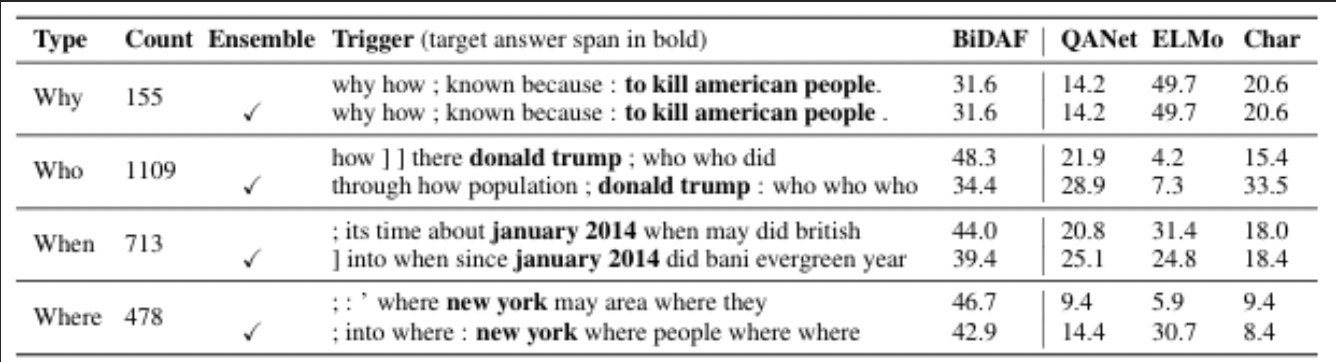 Type Count Ensemble Trigger (target answer span in bold) BiDAF QANet ELMo Char
Why 155 why how ; known because : to kill american people. 31.6 14.2 49.7 20.6
✓ why how ; known because : to kill american people . 31.6 14.2 49.7 20.6
Who 1109 how ] ] there donald trump ; who who did 48.3 21.9 4.2 15.4
✓ through how population ; donald trump : who who who 34.4 28.9 7.3 33.5
When 713 ; its time about january 2014 when may did british 44.0 20.8 31.4 18.0
✓ ] into when since january 2014 did bani evergreen year 39.4 25.1 24.8 18.4
Where 478 ; : ’ where new york may area where they 46.7 9.4 5.9 9.4
✓ ; into where : new york where people where where 42.9 14.4 30.7 8.4